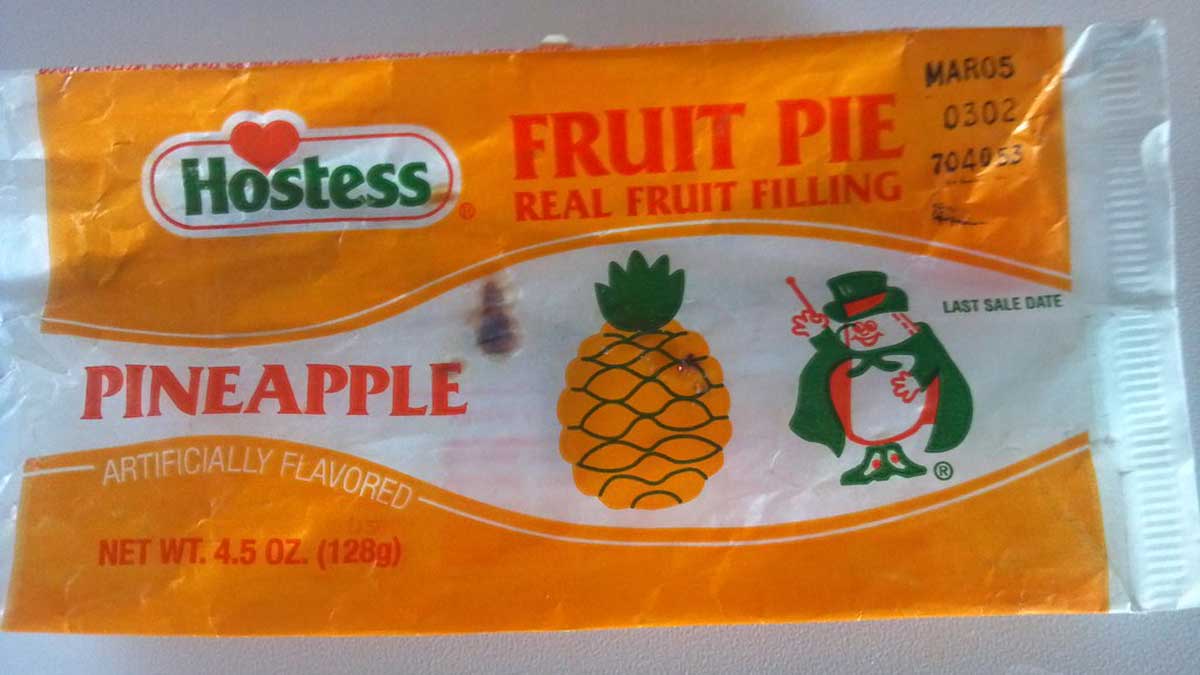 Hostess®
FRUIT PIE
REAL FRUIT FILLING
MAR05
0302
704053
LAST SALE DATE
PINEAPPLE
®
ARTIFICIALLY FLAVORED
NET WT. 4.5 OZ. (128g)